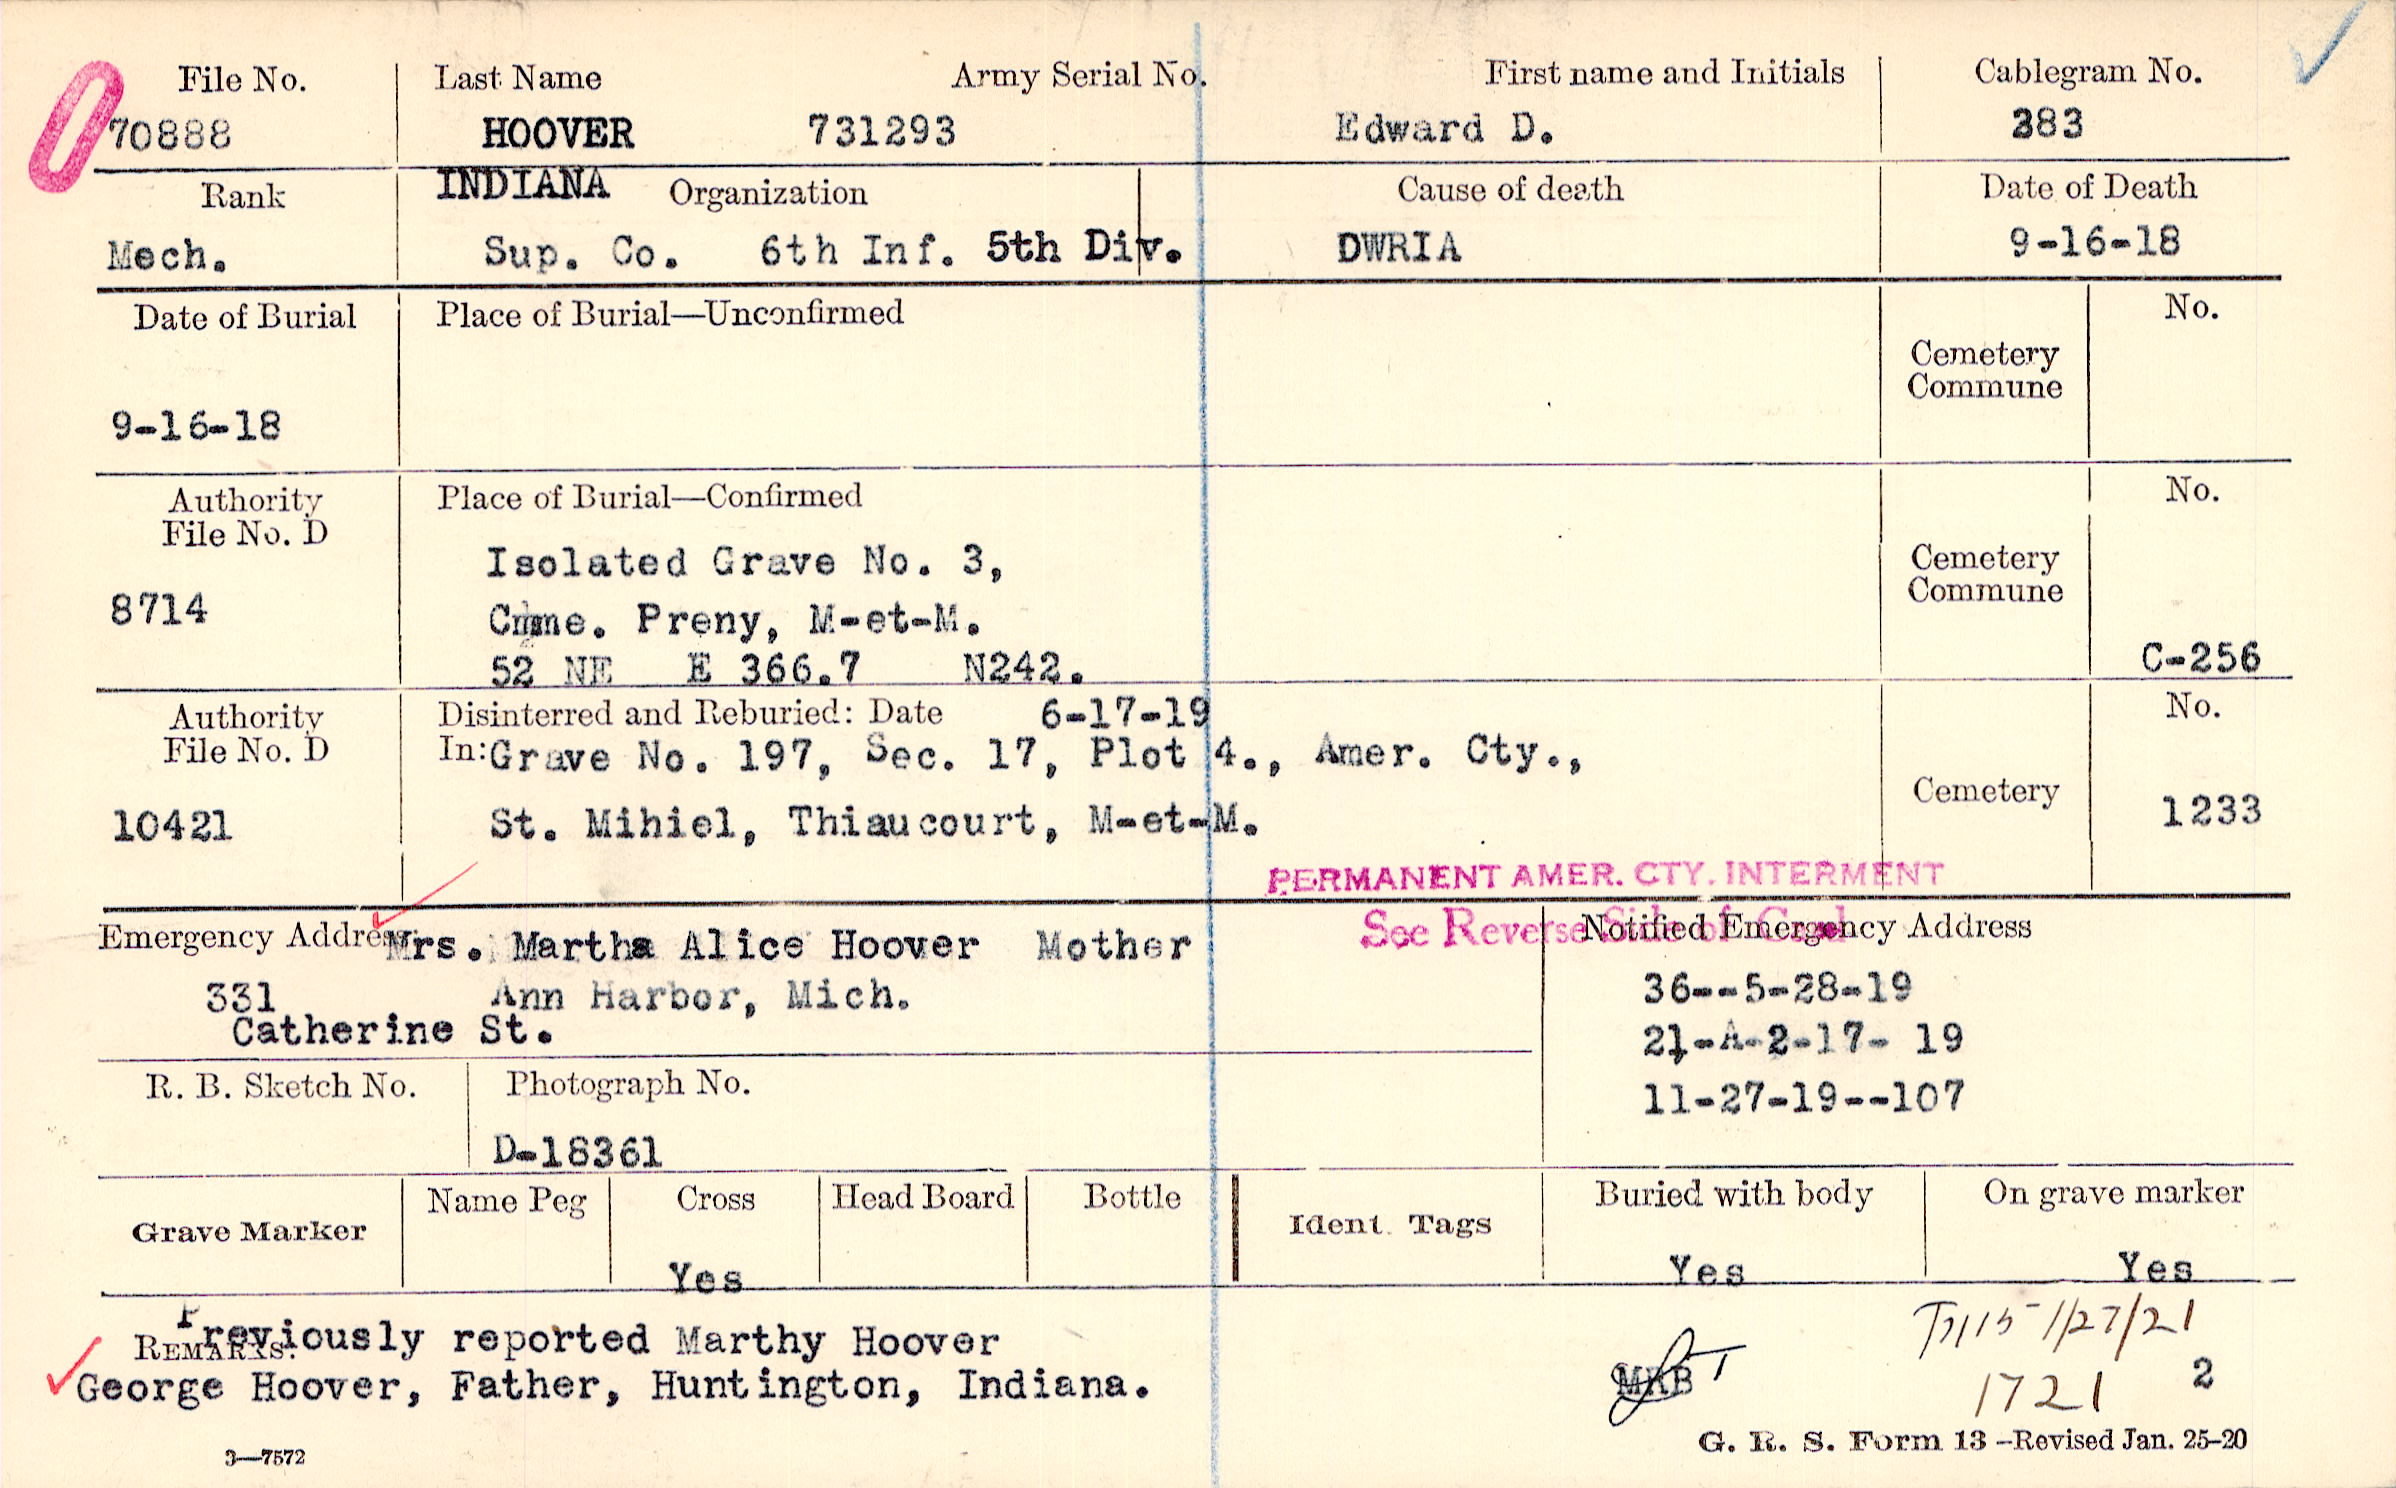 File No. Last Name Army Serial No. First name and Initials Cablegram No.
70888 HOOVER 731293 Edward D. 383
Rank INDIANA Organization Cause of death Date of Death
Mech. Sup. Co. 6th Inf. 5th Div. DWRIA 9-16-18
Date of Burial Place of Burial—Unconfirmed No.
Cemetery
Commune
9-16-18
Authority Place of Burial—Confirmed No.
File No. D
Isolated Grave No. 3, Cemetery
Commune
8714 Cmne. Preny, M-et-M.
52 NE E 366.7 N242. C-256
Authority Disinterred and Reburied: Date 6-17-19 No.
File No. D In: Grave No. 197, Sec. 17, Plot 4., Amer. Cty.,
Cemetery
10421 St. Mihiel, Thiaucourt, M-et-M. 1233
PERMANENT AMER. CTY. INTERMENT
See Reverse Side of Card
Emergency Address Mrs. Martha Alice Hoover Mother Notified Emergency Address
331 Ann Harbor, Mich. 36--5-28-19
Catherine St. 21-A-2-17- 19
R. B. Sketch No. Photograph No. 11-27-19--107
D-18361
Grave Marker Name Peg Cross Head Board Bottle Ident. Tags Buried with body On grave marker
Yes Yes Yes
REMARKS: Previously reported Marthy Hoover
1/27/21
George Hoover, Father, Huntington, Indiana. MRB 1721 2
3—7572 G. R. S. Form 13—Revised Jan. 25-20